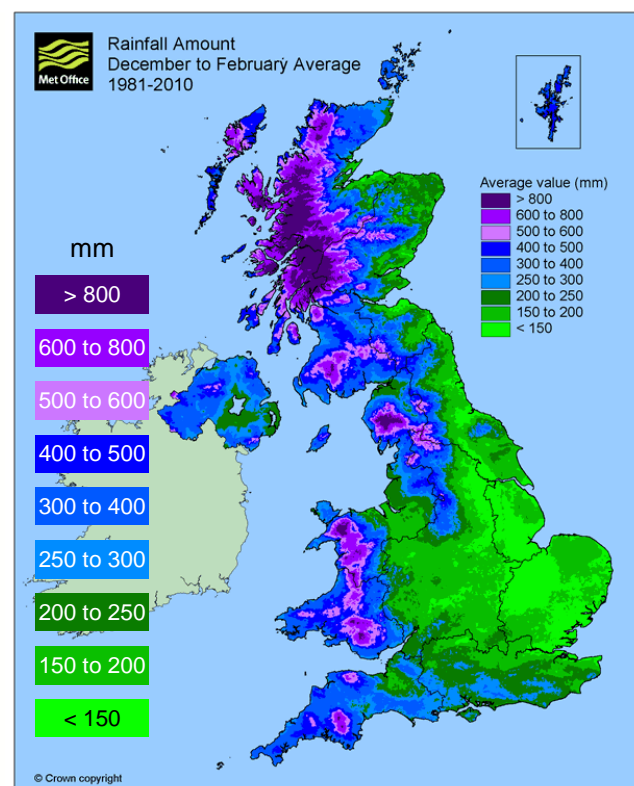 Met Office
Rainfall Amount
December to February Average
1981-2010
Average value (mm)
> 800
600 to 800
500 to 600
400 to 500
300 to 400
250 to 300
200 to 250
150 to 200
< 150
mm
> 800
600 to 800
500 to 600
400 to 500
300 to 400
250 to 300
200 to 250
150 to 200
< 150
© Crown copyright